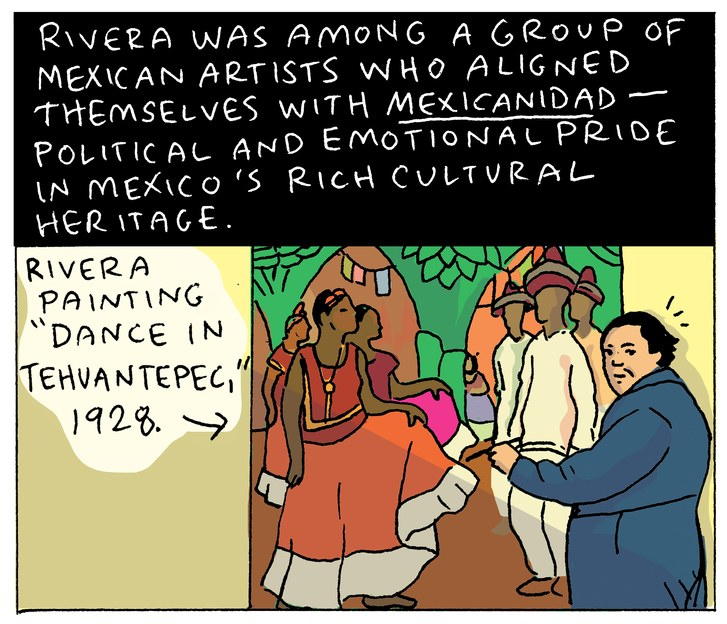 RIVERA WAS AMONG A GROUP OF
MEXICAN ARTISTS WHO ALIGNED
THEMSELVES WITH MEXICANIDAD —
POLITICAL AND EMOTIONAL PRIDE
IN MEXICO'S RICH CULTURAL
HERITAGE.
RIVERA
PAINTING
"DANCE IN
TEHUANTEPEC,"
1928. →